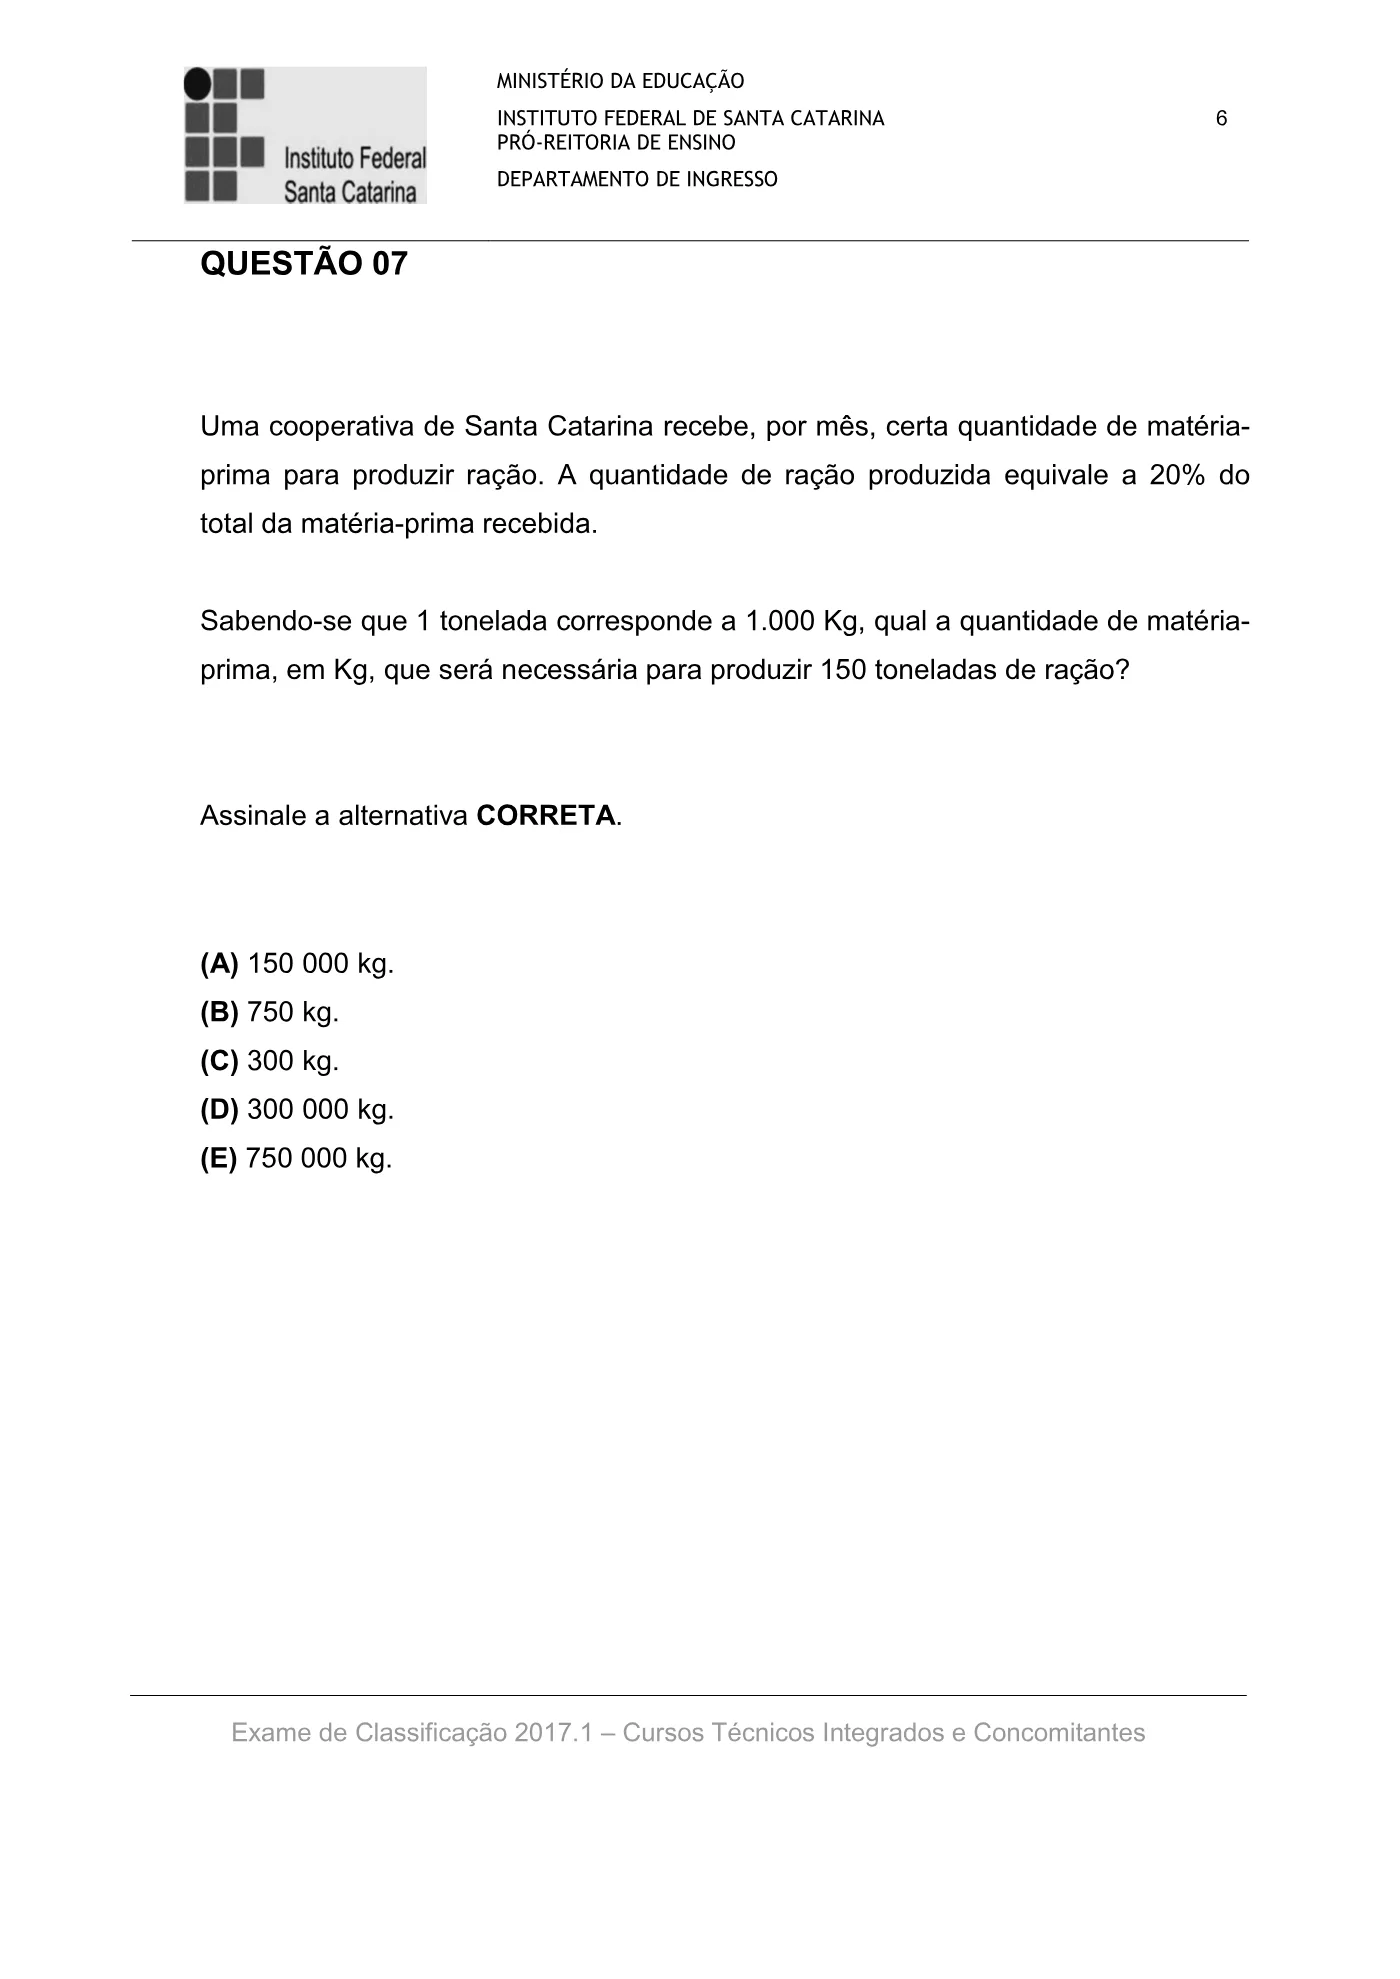 Instituto Federal
Santa Catarina
MINISTÉRIO DA EDUCAÇÃO
INSTITUTO FEDERAL DE SANTA CATARINA
PRÓ-REITORIA DE ENSINO
DEPARTAMENTO DE INGRESSO
6
QUESTÃO 07
Uma cooperativa de Santa Catarina recebe, por mês, certa quantidade de matéria-
prima para produzir ração. A quantidade de ração produzida equivale a 20% do
total da matéria-prima recebida.
Sabendo-se que 1 tonelada corresponde a 1.000 Kg, qual a quantidade de matéria-
prima, em Kg, que será necessária para produzir 150 toneladas de ração?
Assinale a alternativa CORRETA.
(A) 150 000 kg.
(B) 750 kg.
(C) 300 kg.
(D) 300 000 kg.
(E) 750 000 kg.
Exame de Classificação 2017.1 – Cursos Técnicos Integrados e Concomitantes